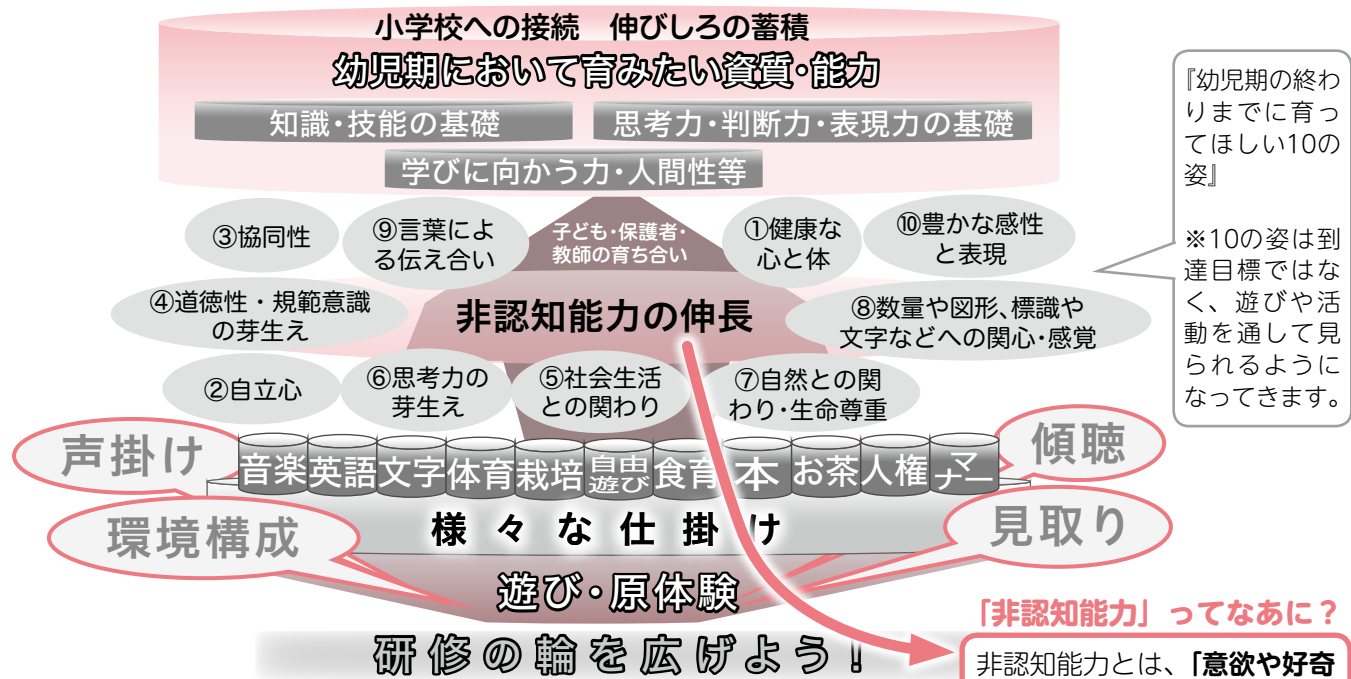 小学校への接続　伸びしろの蓄積
幼児期において育みたい資質・能力
知識・技能の基礎
思考力・判断力・表現力の基礎
学びに向かう力・人間性等
③協同性
⑨言葉によ
る伝え合い
子ども・保護者・
教師の育ち合い
①健康な
心と体
⑩豊かな感性
と表現
④道徳性・規範意識
の芽生え
非認知能力の伸長
⑧数量や図形、標識や
文字などへの関心・感覚
②自立心
⑥思考力の
芽生え
⑤社会生活
との関わり
⑦自然との関
わり・生命尊重
『幼児期の終わ
りまでに育っ
てほしい10の
姿』
※10の姿は到
達目標ではな
く、遊びや活
動を通して見
られるように
なってきます。
声掛け
傾聴
音楽
英語
文字
体育
栽培
自由
遊び
食育
本
お茶
人権
マ
ナー
環境構成
様々な仕掛け
見取り
遊び・原体験
研修の輪を広げよう！
「非認知能力」ってなあに？
非認知能力とは、「意欲や好奇